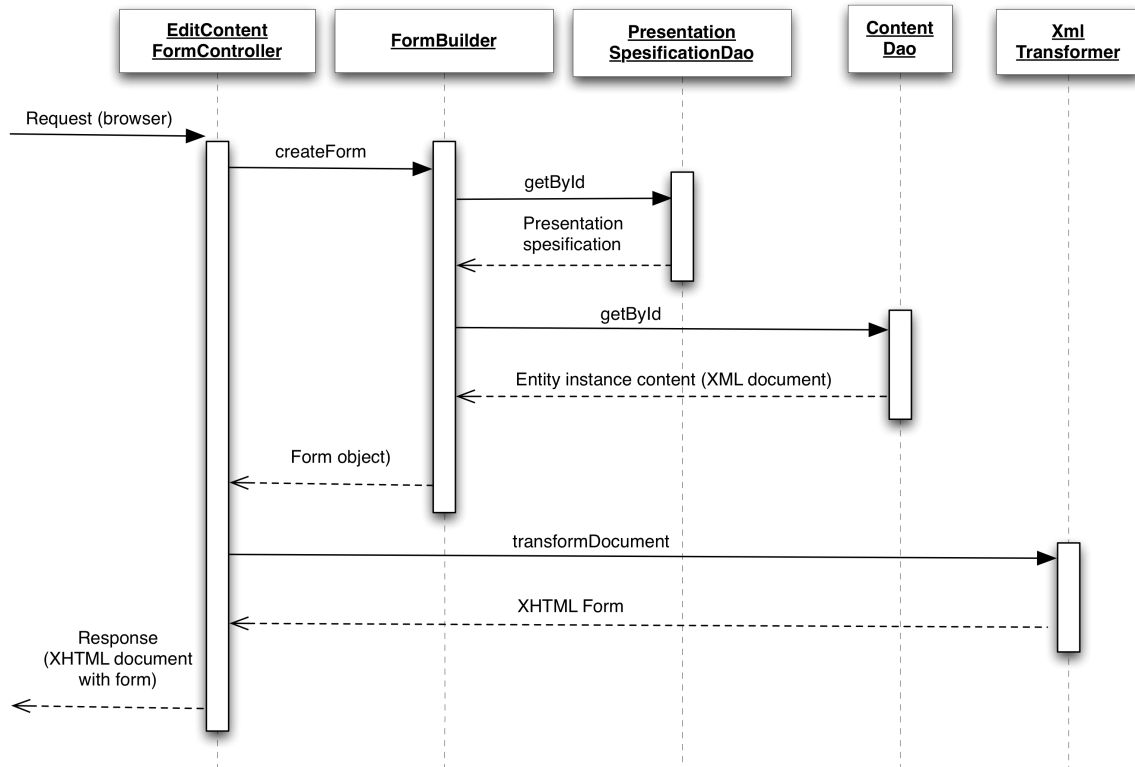 EditContent
FormController
FormBuilder
Presentation
SpesificationDao
Content
Dao
Xml
Transformer
Request (browser)
createForm
getById
Presentation
spesification
getById
Entity instance content (XML document)
Form object)
transformDocument
XHTML Form
Response
(XHTML document
with form)